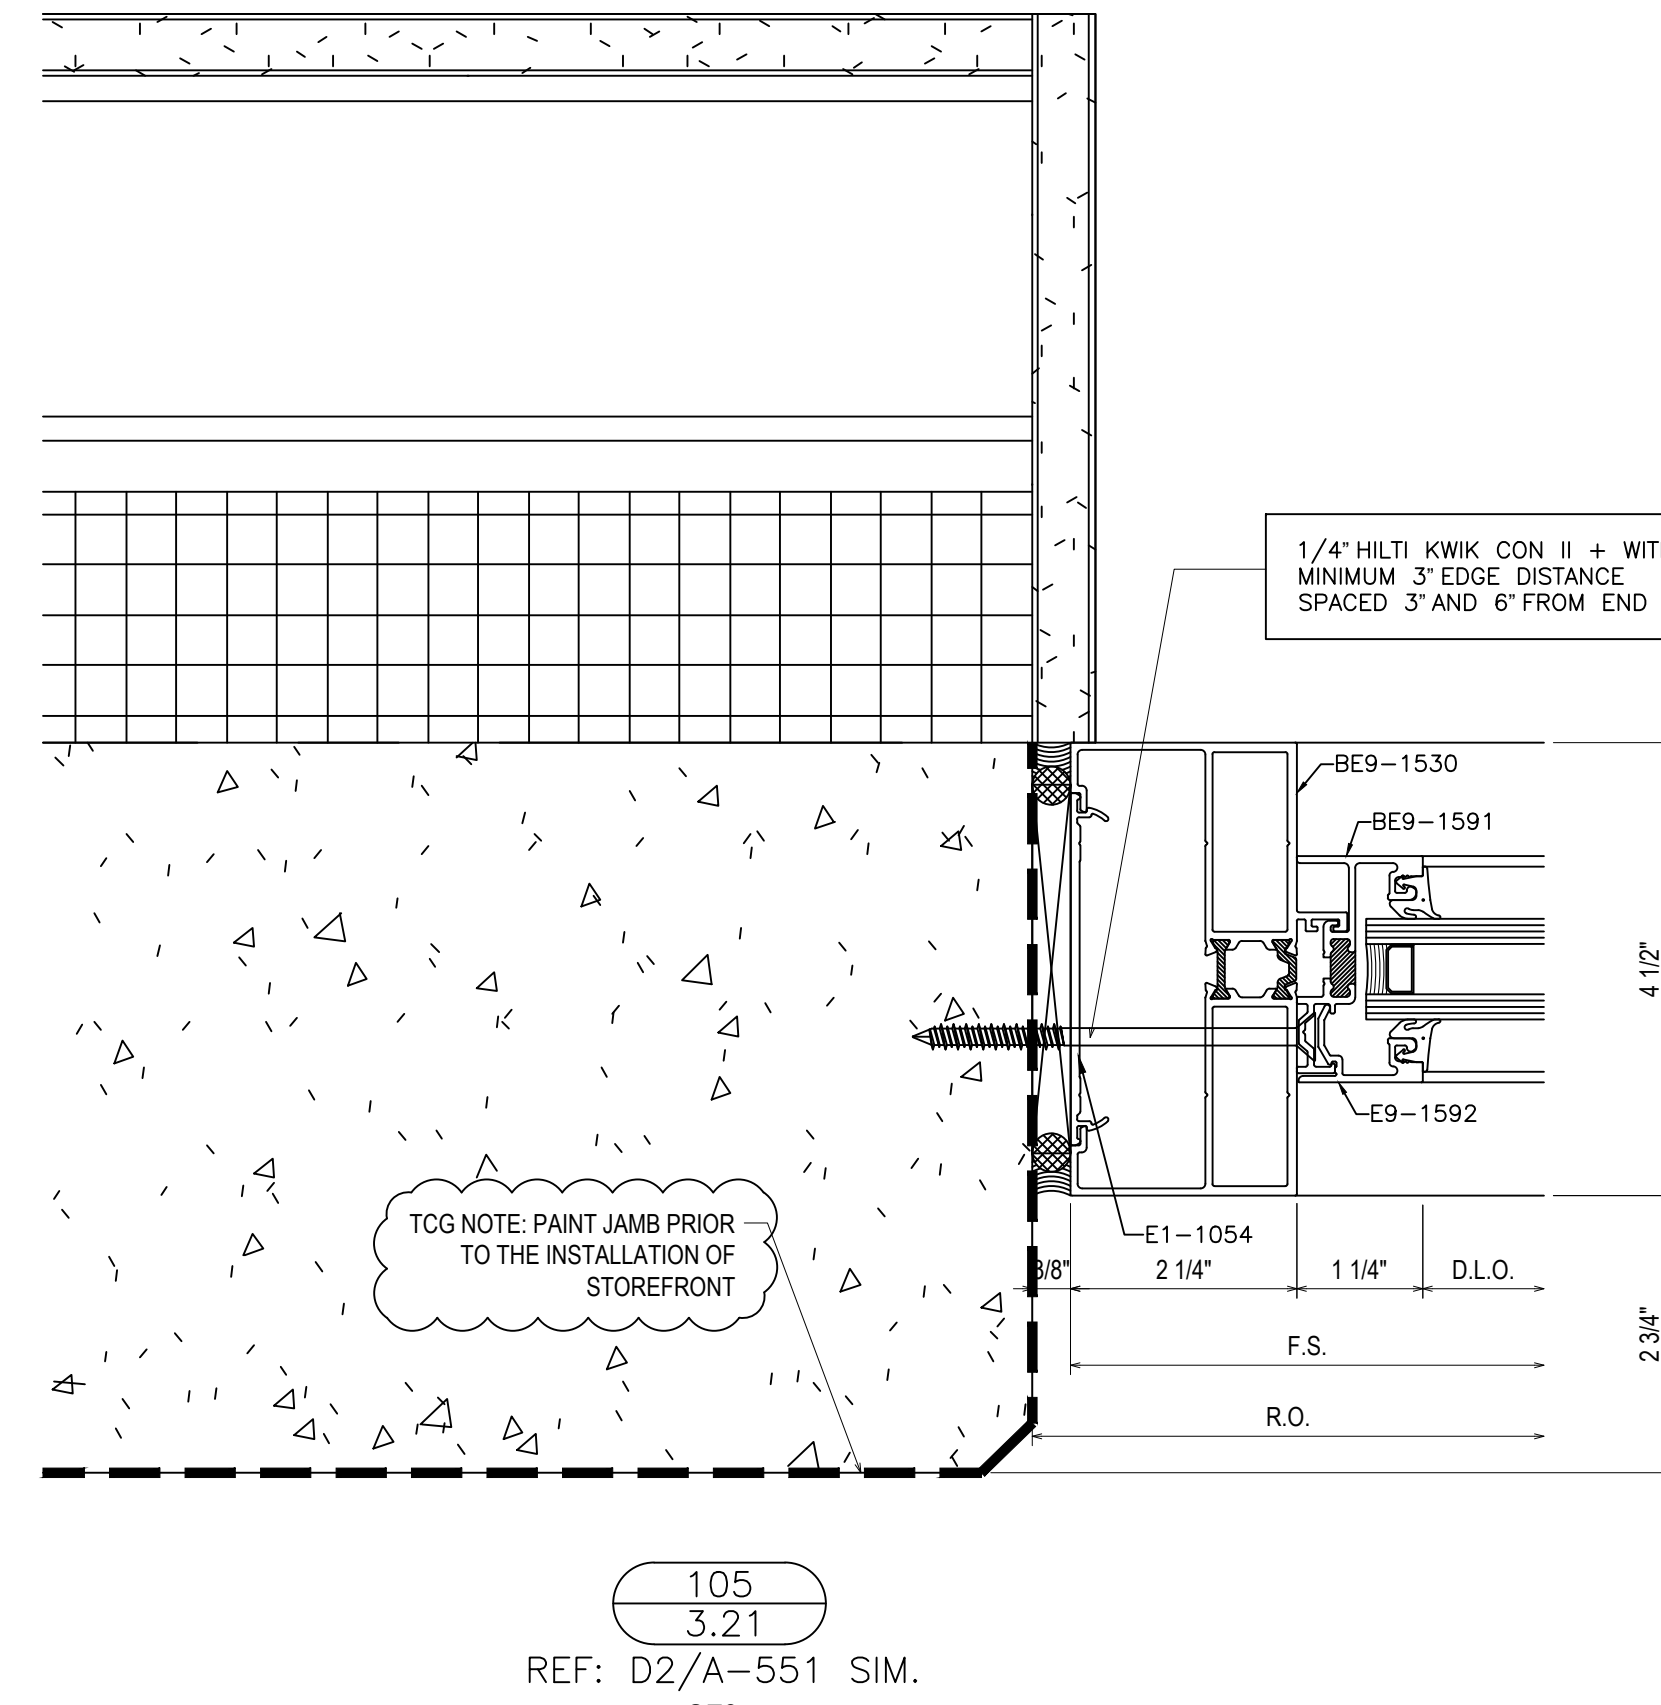 1/4" HILTI KWIK CON II + WIT
MINIMUM 3" EDGE DISTANCE
SPACED 3" AND 6" FROM END
BE9-1530
BE9-1591
4 1/2"
E9-1592
TCG NOTE: PAINT JAMB PRIOR
TO THE INSTALLATION OF
STOREFRONT
E1-1054
3/8"
2 1/4"
1 1/4"
D.L.O.
2 3/4"
F.S.
R.O.
105
3.21
REF: D2/A-551 SIM.